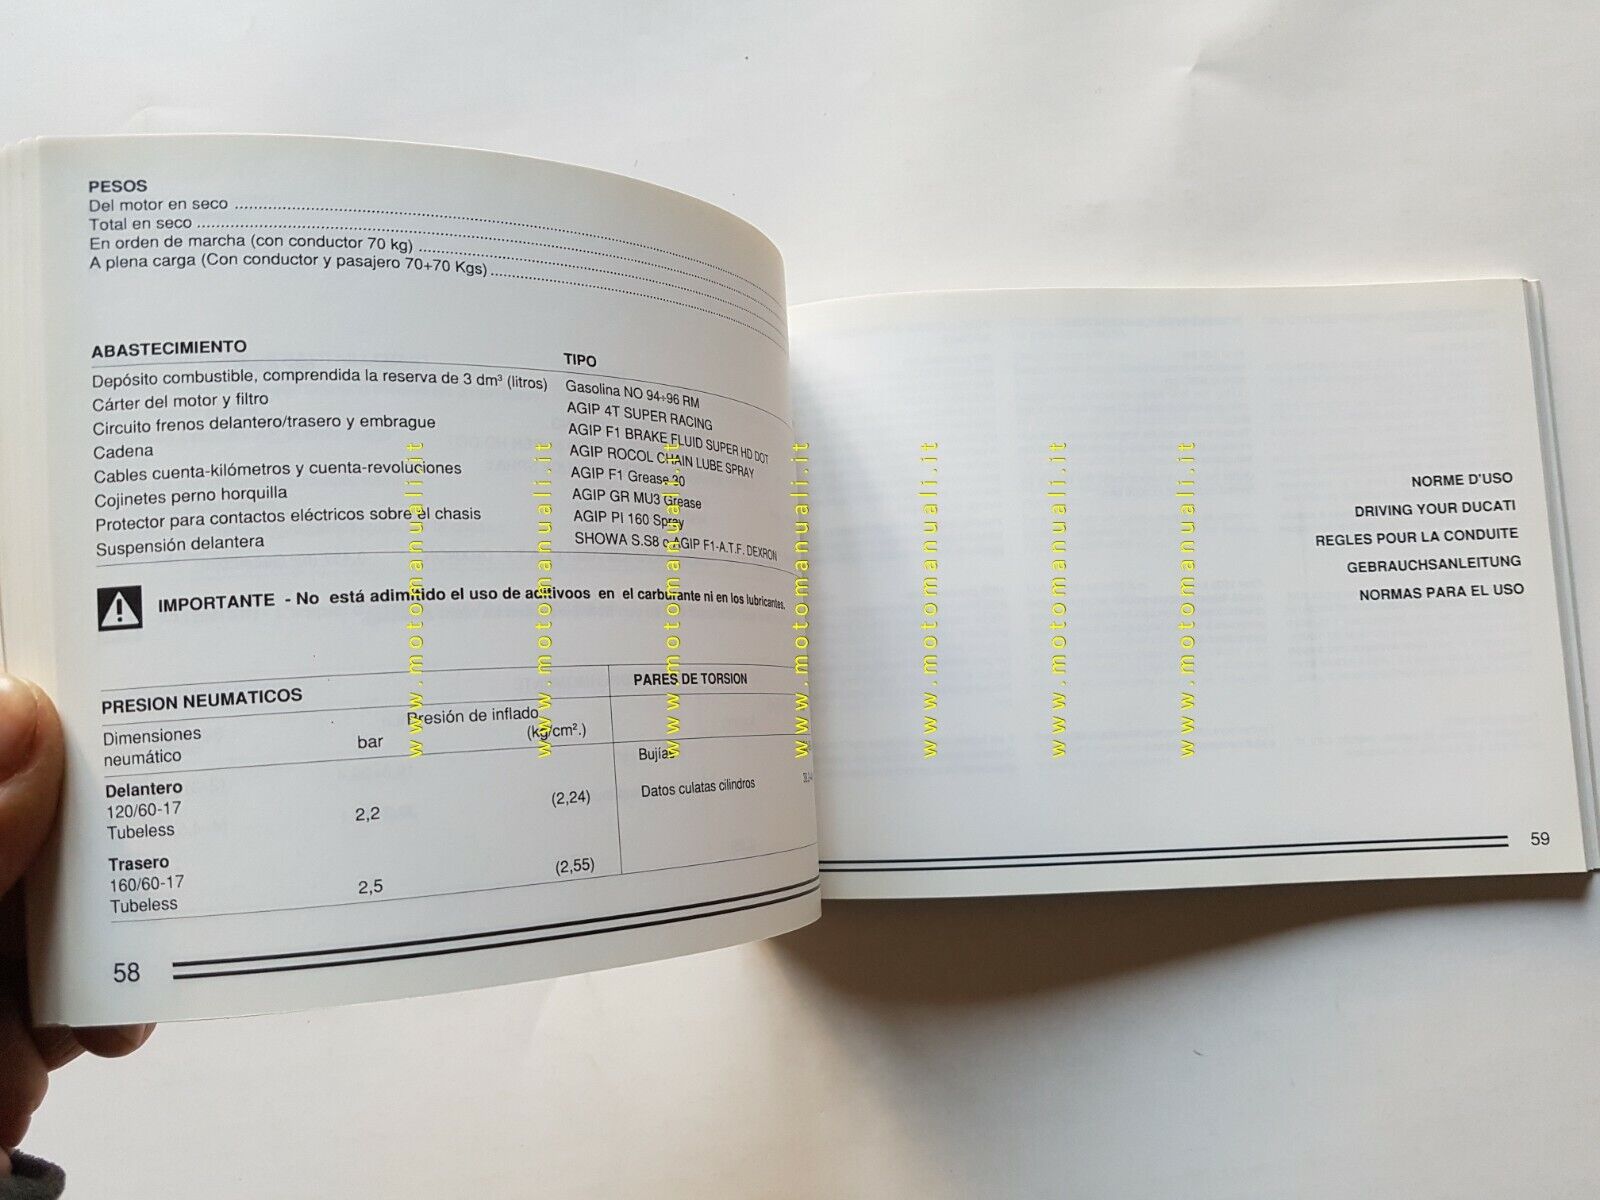 PESOS
Del motor en seco
Total en seco
En orden de marcha (con conductor 70 kg)
A plena carga (Con conductor y pasajero 70+70 Kgs)
ABASTECIMIENTO TIPO
Depósito combustible, comprendida la reserva de 3 dm³ (litros) Gasolina NO 94÷96 RM
Cárter del motor y filtro AGIP 4T SUPER RACING
Circuito frenos delantero/trasero y embrague AGIP F1 BRAKE FLUID SUPER HD DOT
Cadena AGIP ROCOL CHAIN LUBE SPRAY
Cables cuenta-kilómetros y cuenta-revoluciones AGIP F1 Grease 30
Cojinetes perno horquilla AGIP GR MU3 Grease
Protector para contactos eléctricos sobre el chasis AGIP PI 160 Spray
Suspensión delantera SHOWA S.S8 o AGIP F1-A.T.F. DEXRON
IMPORTANTE - No está adimitido el uso de aditivoos en el carburante ni en los lubricantes.
PRESION NEUMATICOS PARES DE TORSION
Dimensiones Presión de inflado
neumático bar (kg/cm².)
Bujías
Delantero
120/60-17 2,2 (2,24) Datos culatas cilindros
Tubeless
Trasero
160/60-17 2,5 (2,55)
Tubeless
58
NORME D'USO
DRIVING YOUR DUCATI
REGLES POUR LA CONDUITE
GEBRAUCHSANLEITUNG
NORMAS PARA EL USO
59
www.motomanuali.it
www.motomanuali.it
www.motomanuali.it
www.motomanuali.it
www.motomanuali.it
www.motomanuali.it
www.motomanuali.it